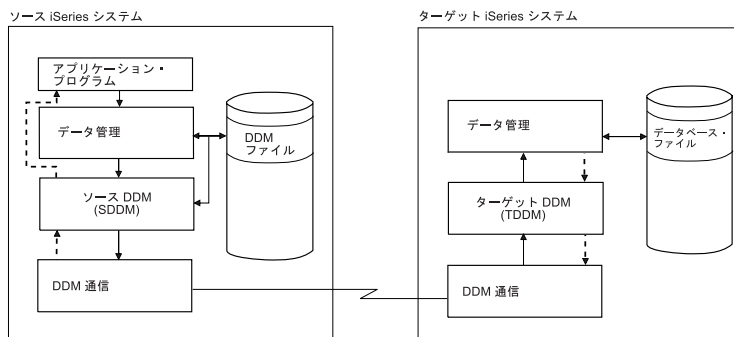 ソース iSeries システム
アプリケーション・
プログラム
データ管理
DDM
ファイル
ソース DDM
(SDDM)
DDM 通信
ターゲット iSeries システム
データ管理
データベース・
ファイル
ターゲット DDM
(TDDM)
DDM 通信